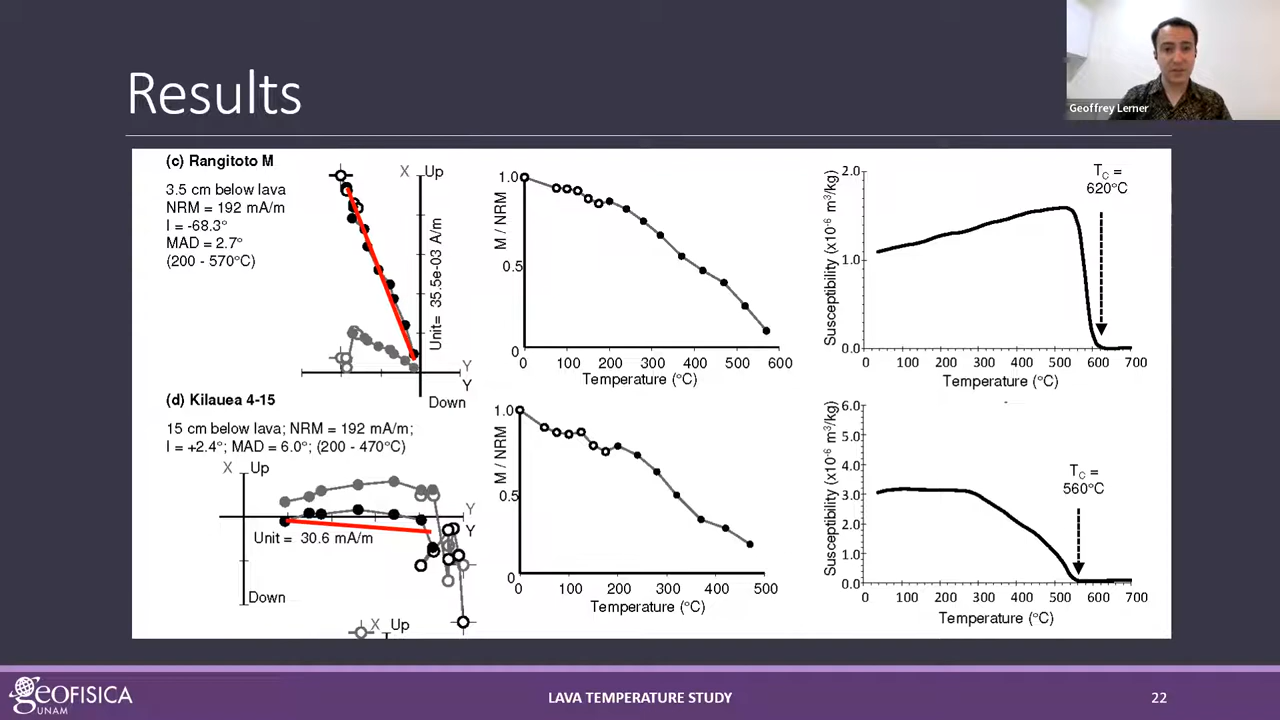 Results
Geoffrey Lerner
(c) Rangitoto M
3.5 cm below lava
NRM = 192 mA/m
I = -68.3°
MAD = 2.7°
(200 - 570°C)
X Up
Unit= 35.5e-03 A/m
Y
Y
Down
M / NRM
1.0
0.5
0
0 100 200 300 400 500 600
Temperature (°C)
Susceptibility (x10⁻⁶ m³/kg)
2.0
1.0
0.0
0 100 200 300 400 500 600 700
Temperature (°C)
T_C =
620°C
(d) Kilauea 4-15
15 cm below lava; NRM = 192 mA/m;
I = +2.4°; MAD = 6.0°; (200 - 470°C)
X Up
Y
Y
Unit = 30.6 mA/m
Down
X Up
M / NRM
1.0
0.5
0
0 100 200 300 400 500
Temperature (°C)
Susceptibility (x10⁻⁶ m³/kg)
6.0
5.0
4.0
3.0
2.0
1.0
0.0
0 100 200 300 400 500 600 700
Temperature (°C)
T_C =
560°C
GEOFISICA
UNAM
LAVA TEMPERATURE STUDY
22